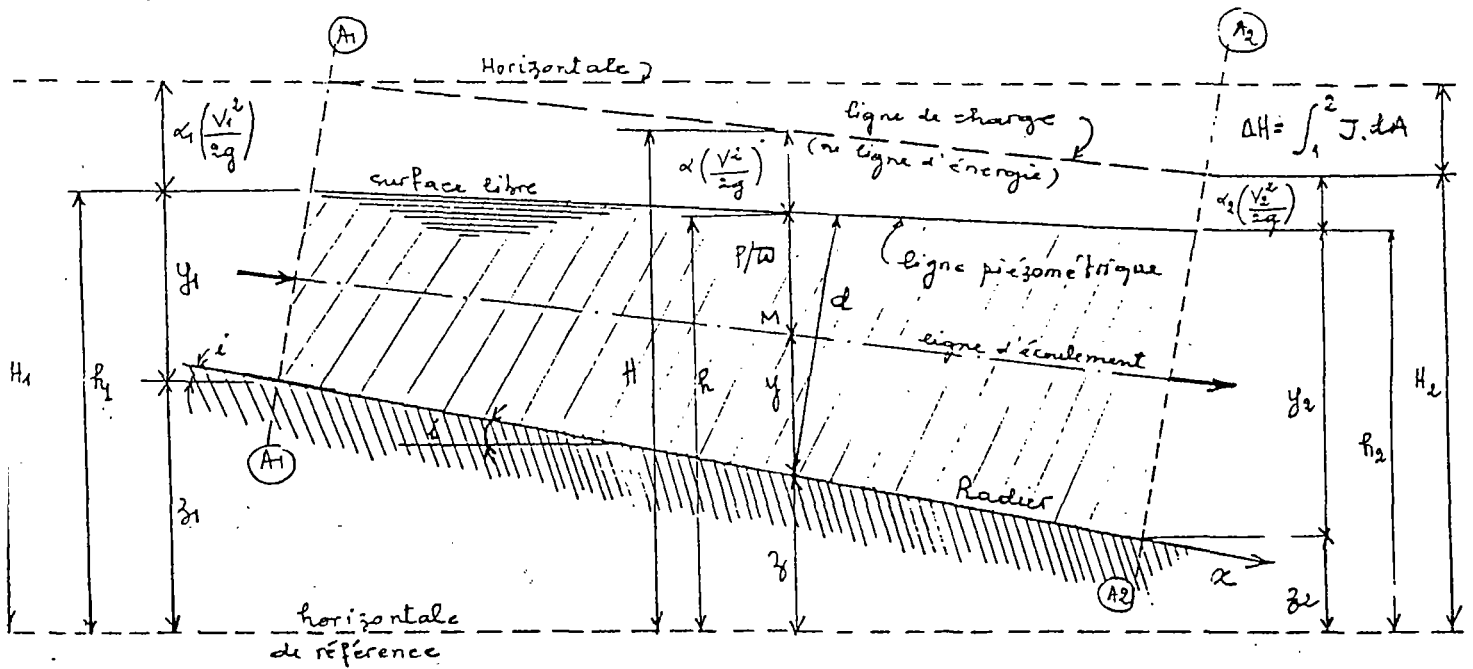 A1
A2
Horizontale
α₁(V₁²/2g)
ligne de charge
(ou ligne d'énergie)
ΔH = ∫₁² J. dA
α(V²/2g)
surface libre
α₂(V₂²/2g)
P/ϖ
ligne piézométrique
y₁
d
M
ligne d'écoulement
i
H₁
h₁
H
h
y
y₂
h₂
H₂
i
A1
Radier
z₁
z
x
A2
z₂
horizontale
de référence